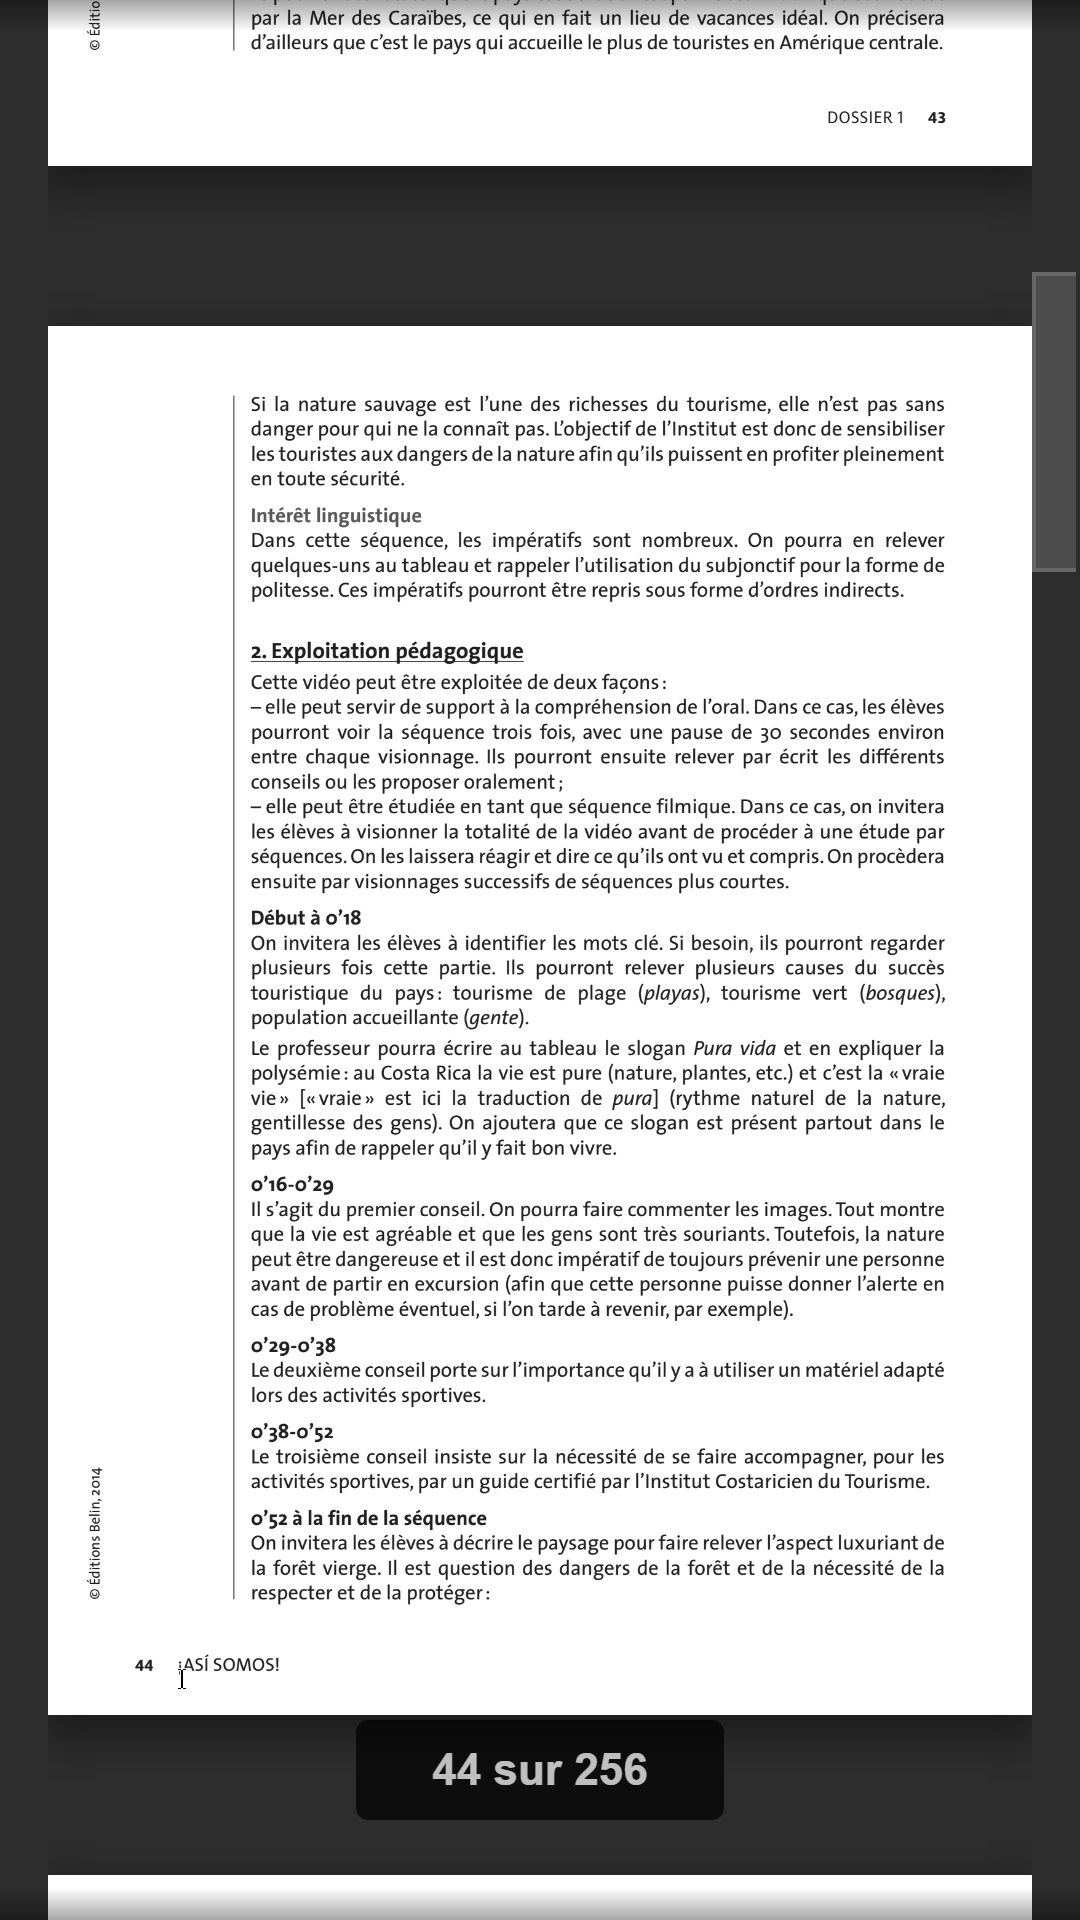 © Éditio
par la Mer des Caraïbes, ce qui en fait un lieu de vacances idéal. On précisera
d’ailleurs que c’est le pays qui accueille le plus de touristes en Amérique centrale.
DOSSIER 1 43
Si la nature sauvage est l’une des richesses du tourisme, elle n’est pas sans
danger pour qui ne la connaît pas. L’objectif de l’Institut est donc de sensibiliser
les touristes aux dangers de la nature afin qu’ils puissent en profiter pleinement
en toute sécurité.
Intérêt linguistique
Dans cette séquence, les impératifs sont nombreux. On pourra en relever
quelques-uns au tableau et rappeler l’utilisation du subjonctif pour la forme de
politesse. Ces impératifs pourront être repris sous forme d’ordres indirects.
2. Exploitation pédagogique
Cette vidéo peut être exploitée de deux façons :
– elle peut servir de support à la compréhension de l’oral. Dans ce cas, les élèves
pourront voir la séquence trois fois, avec une pause de 30 secondes environ
entre chaque visionnage. Ils pourront ensuite relever par écrit les différents
conseils ou les proposer oralement ;
– elle peut être étudiée en tant que séquence filmique. Dans ce cas, on invitera
les élèves à visionner la totalité de la vidéo avant de procéder à une étude par
séquences. On les laissera réagir et dire ce qu’ils ont vu et compris. On procèdera
ensuite par visionnages successifs de séquences plus courtes.
Début à 0’18
On invitera les élèves à identifier les mots clé. Si besoin, ils pourront regarder
plusieurs fois cette partie. Ils pourront relever plusieurs causes du succès
touristique du pays : tourisme de plage (playas), tourisme vert (bosques),
population accueillante (gente).
Le professeur pourra écrire au tableau le slogan Pura vida et en expliquer la
polysémie : au Costa Rica la vie est pure (nature, plantes, etc.) et c’est la « vraie
vie » [« vraie » est ici la traduction de pura] (rythme naturel de la nature,
gentillesse des gens). On ajoutera que ce slogan est présent partout dans le
pays afin de rappeler qu’il y fait bon vivre.
0’16-0’29
Il s’agit du premier conseil. On pourra faire commenter les images. Tout montre
que la vie est agréable et que les gens sont très souriants. Toutefois, la nature
peut être dangereuse et il est donc impératif de toujours prévenir une personne
avant de partir en excursion (afin que cette personne puisse donner l’alerte en
cas de problème éventuel, si l’on tarde à revenir, par exemple).
0’29-0’38
Le deuxième conseil porte sur l’importance qu’il y a à utiliser un matériel adapté
lors des activités sportives.
0’38-0’52
Le troisième conseil insiste sur la nécessité de se faire accompagner, pour les
activités sportives, par un guide certifié par l’Institut Costaricien du Tourisme.
0’52 à la fin de la séquence
On invitera les élèves à décrire le paysage pour faire relever l’aspect luxuriant de
la forêt vierge. Il est question des dangers de la forêt et de la nécessité de la
respecter et de la protéger :
© Éditions Belin, 2014
44 ¡ASÍ SOMOS!
44 sur 256